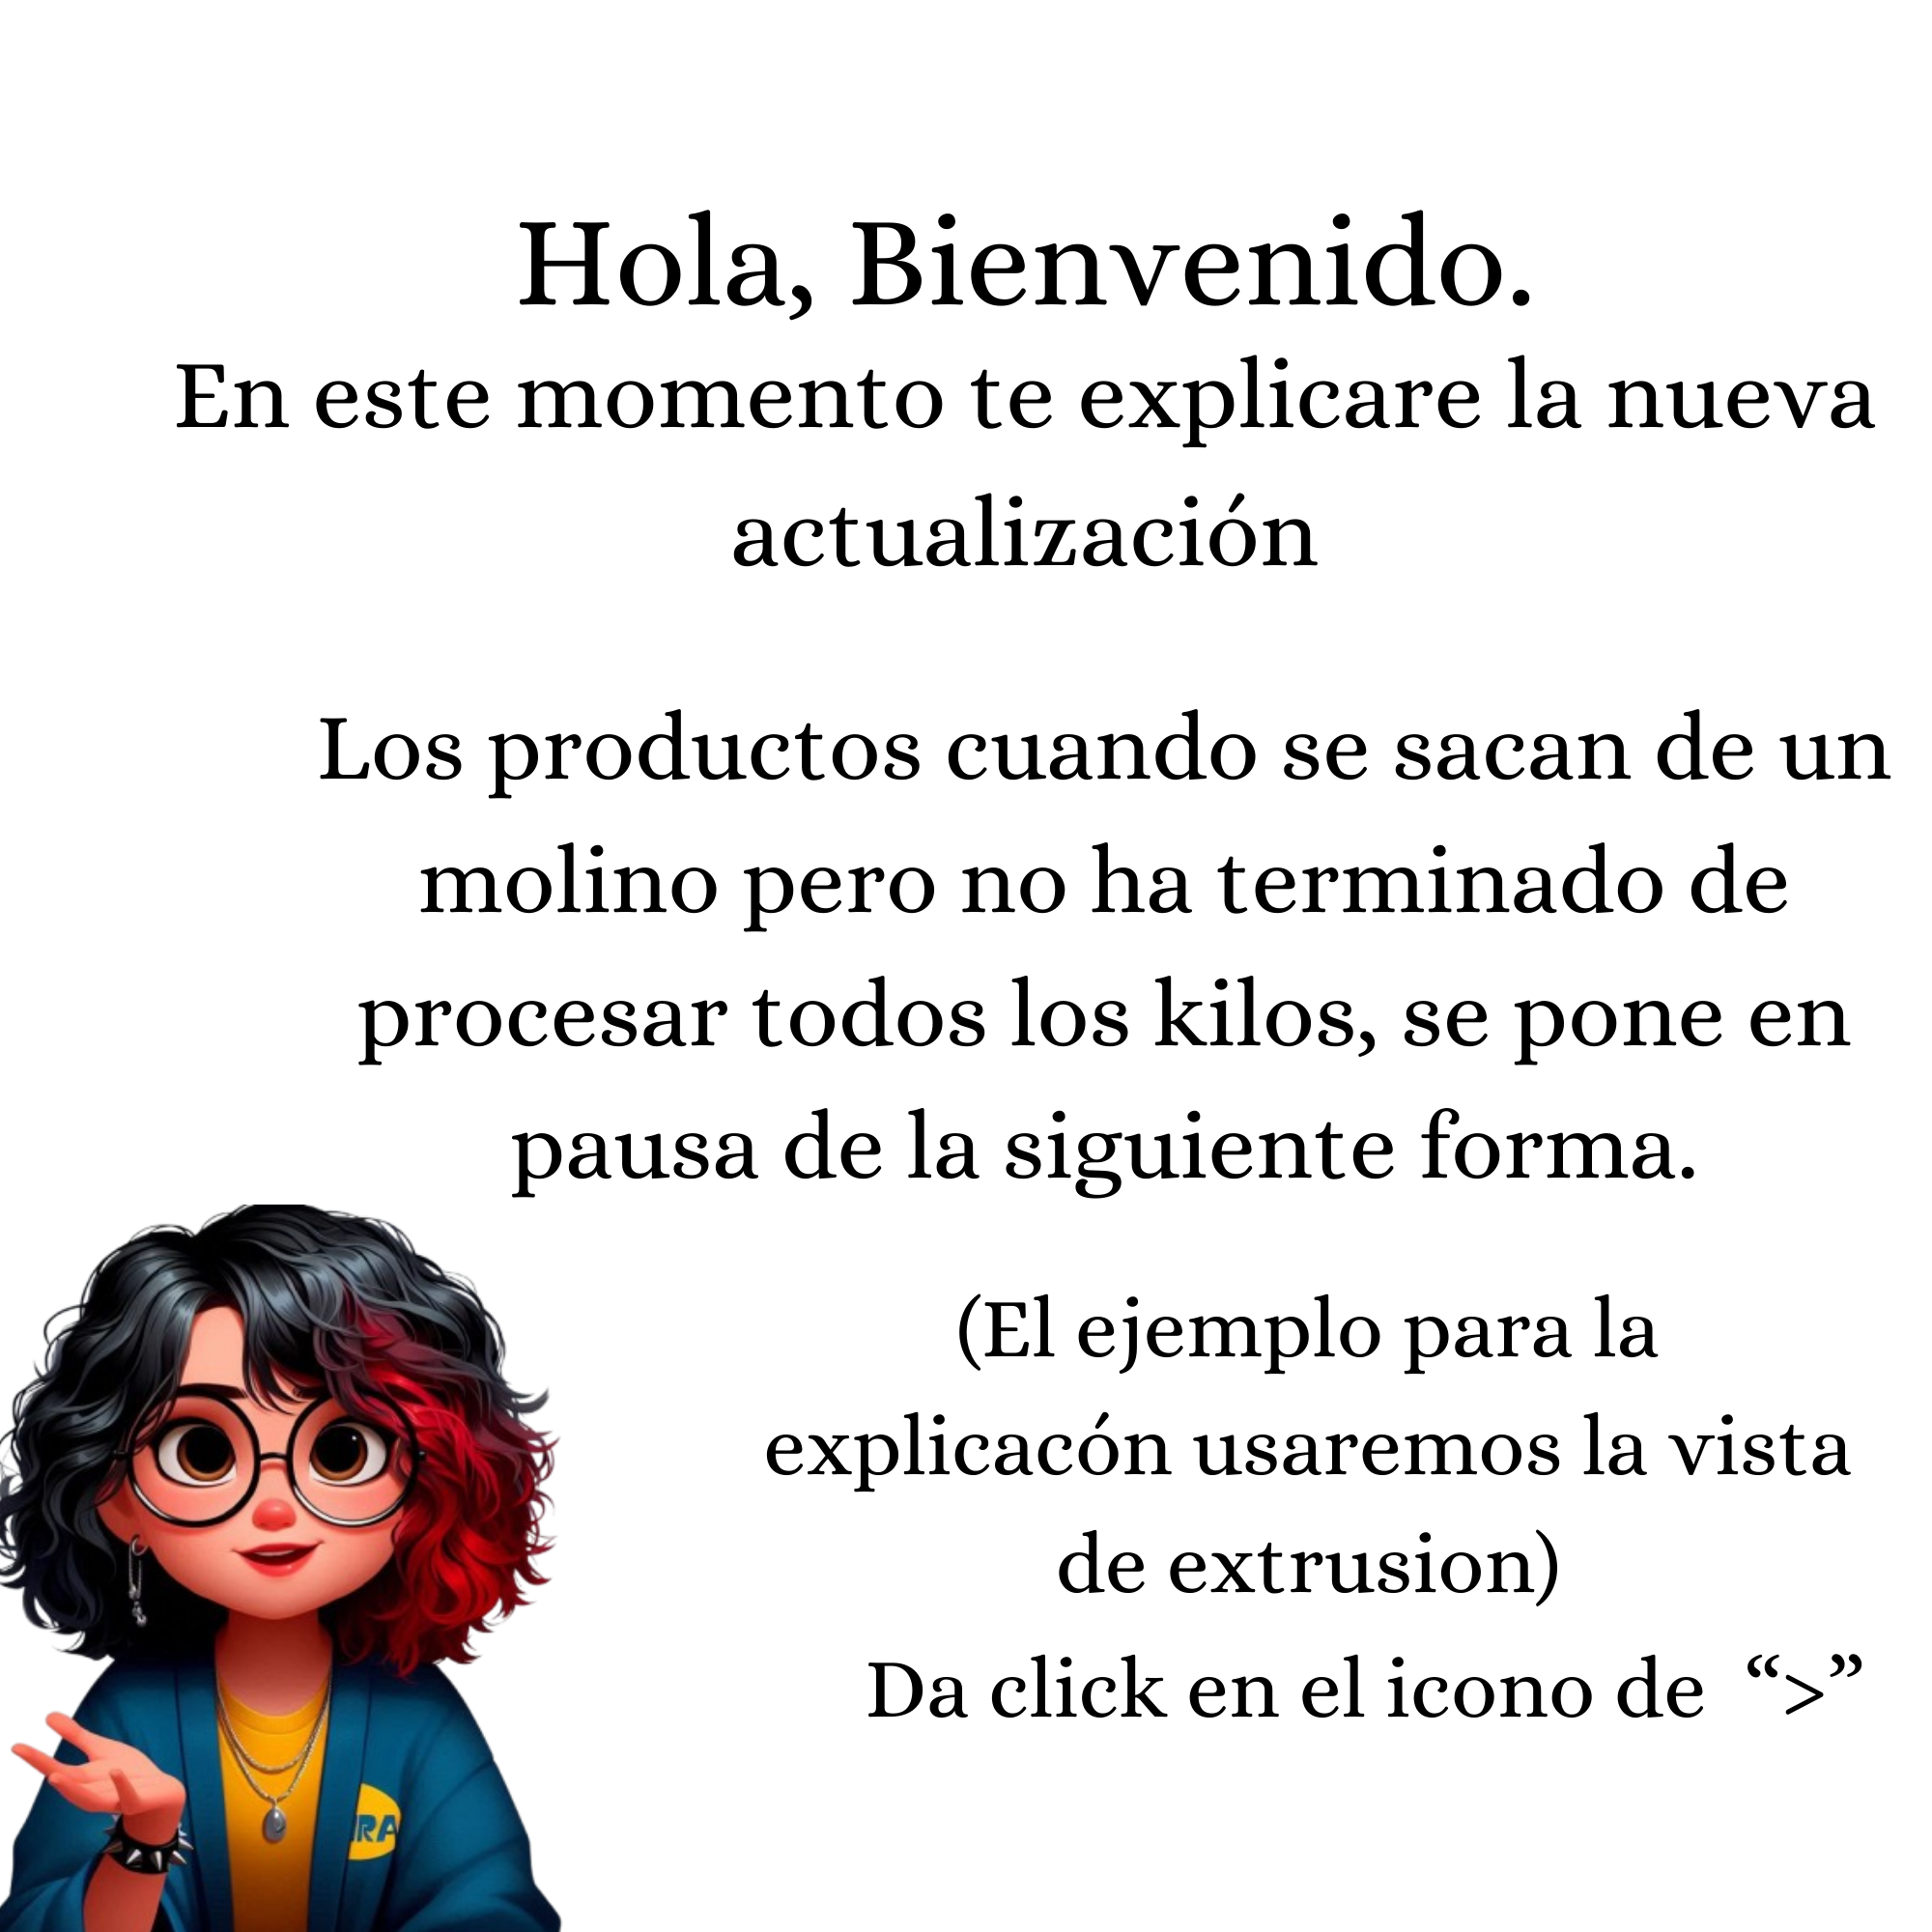 Hola, Bienvenido.
En este momento te explicare la nueva
actualización
Los productos cuando se sacan de un
molino pero no ha terminado de
procesar todos los kilos, se pone en
pausa de la siguiente forma.
(El ejemplo para la
explicacón usaremos la vista
de extrusion)
Da click en el icono de “>”
RA